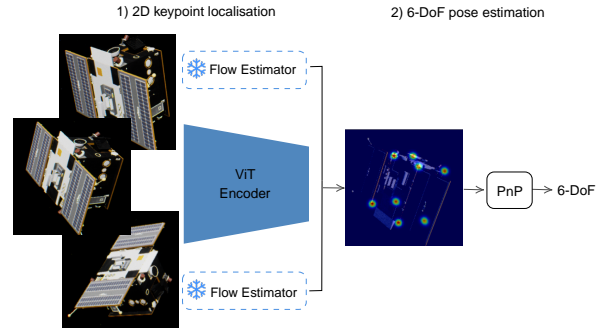 1) 2D keypoint localisation
2) 6-DoF pose estimation
Flow Estimator
ViT
Encoder
PnP
6-DoF
Flow Estimator